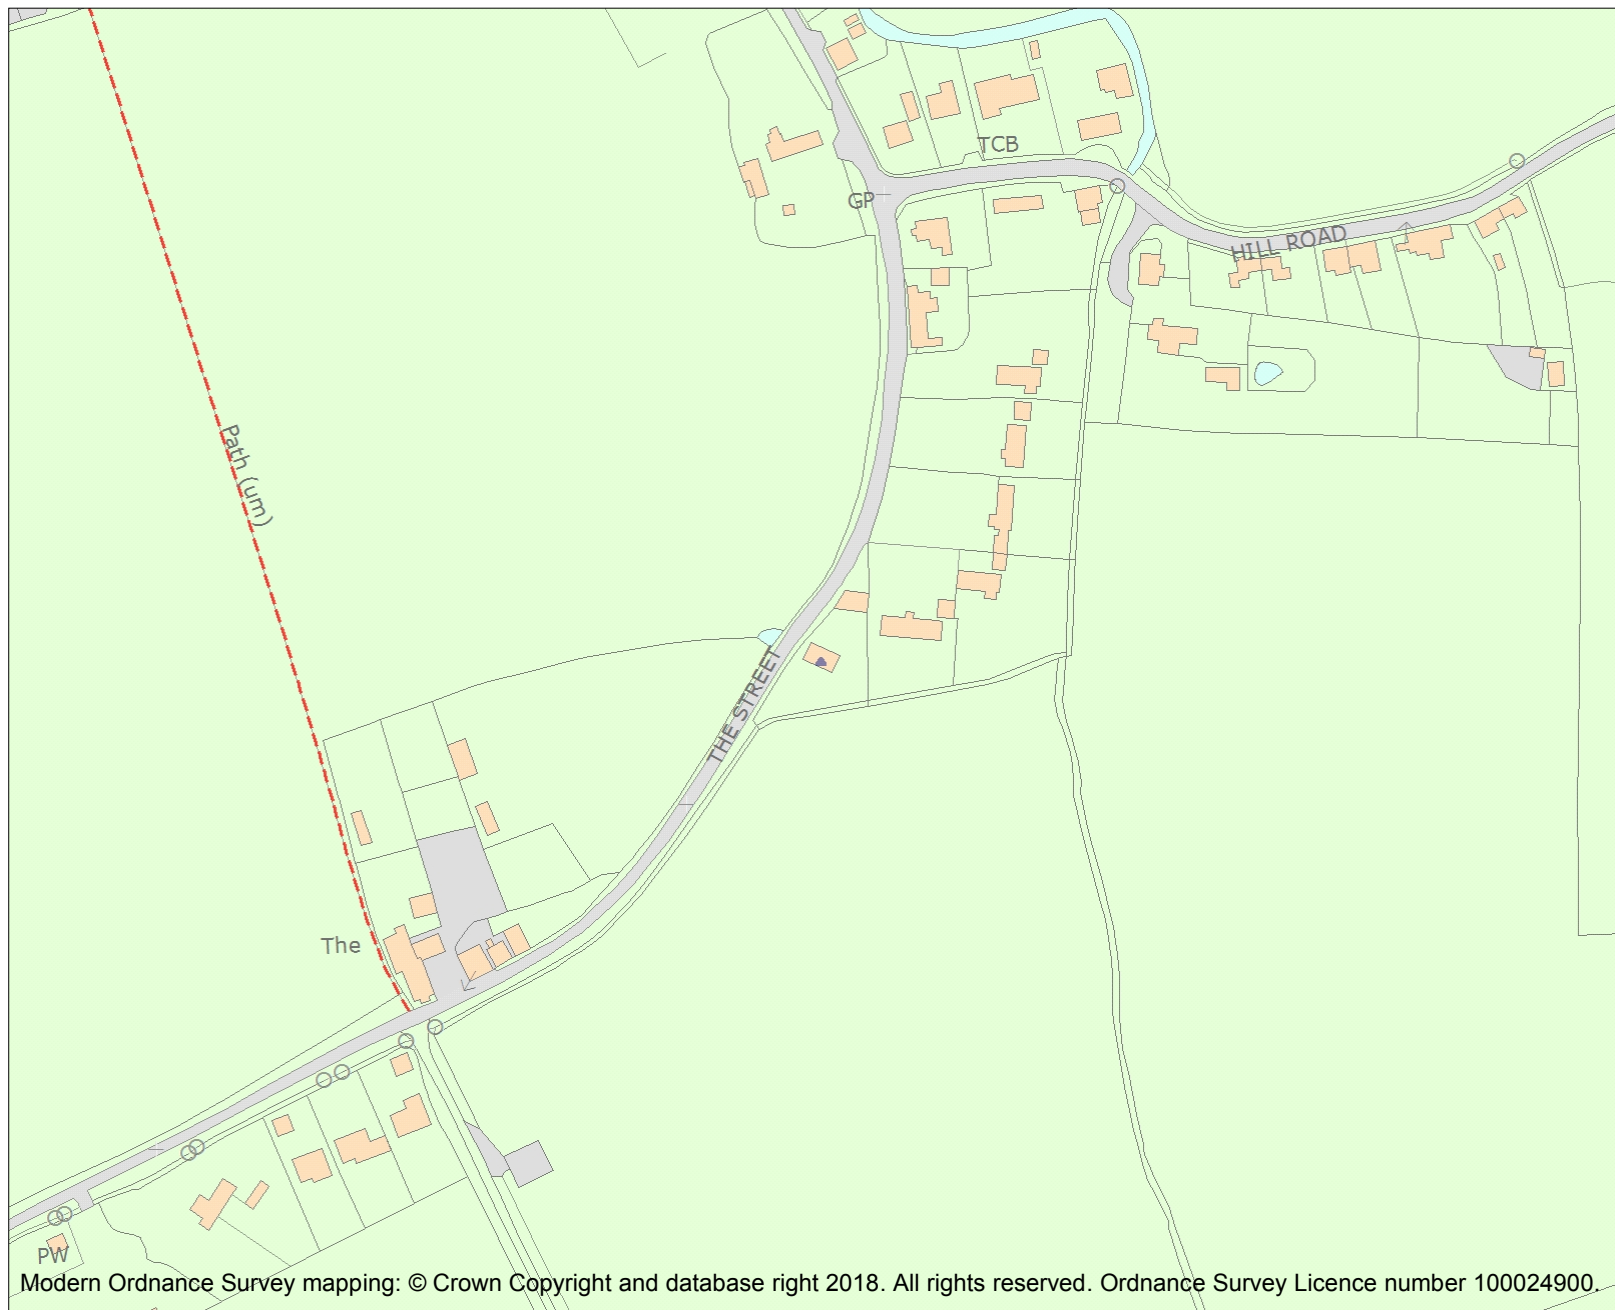 TCB
GP
HILL ROAD
Path (um)
THE STREET
The
PW
Modern Ordnance Survey mapping: © Crown Copyright and database right 2018. All rights reserved. Ordnance Survey Licence number 100024900.